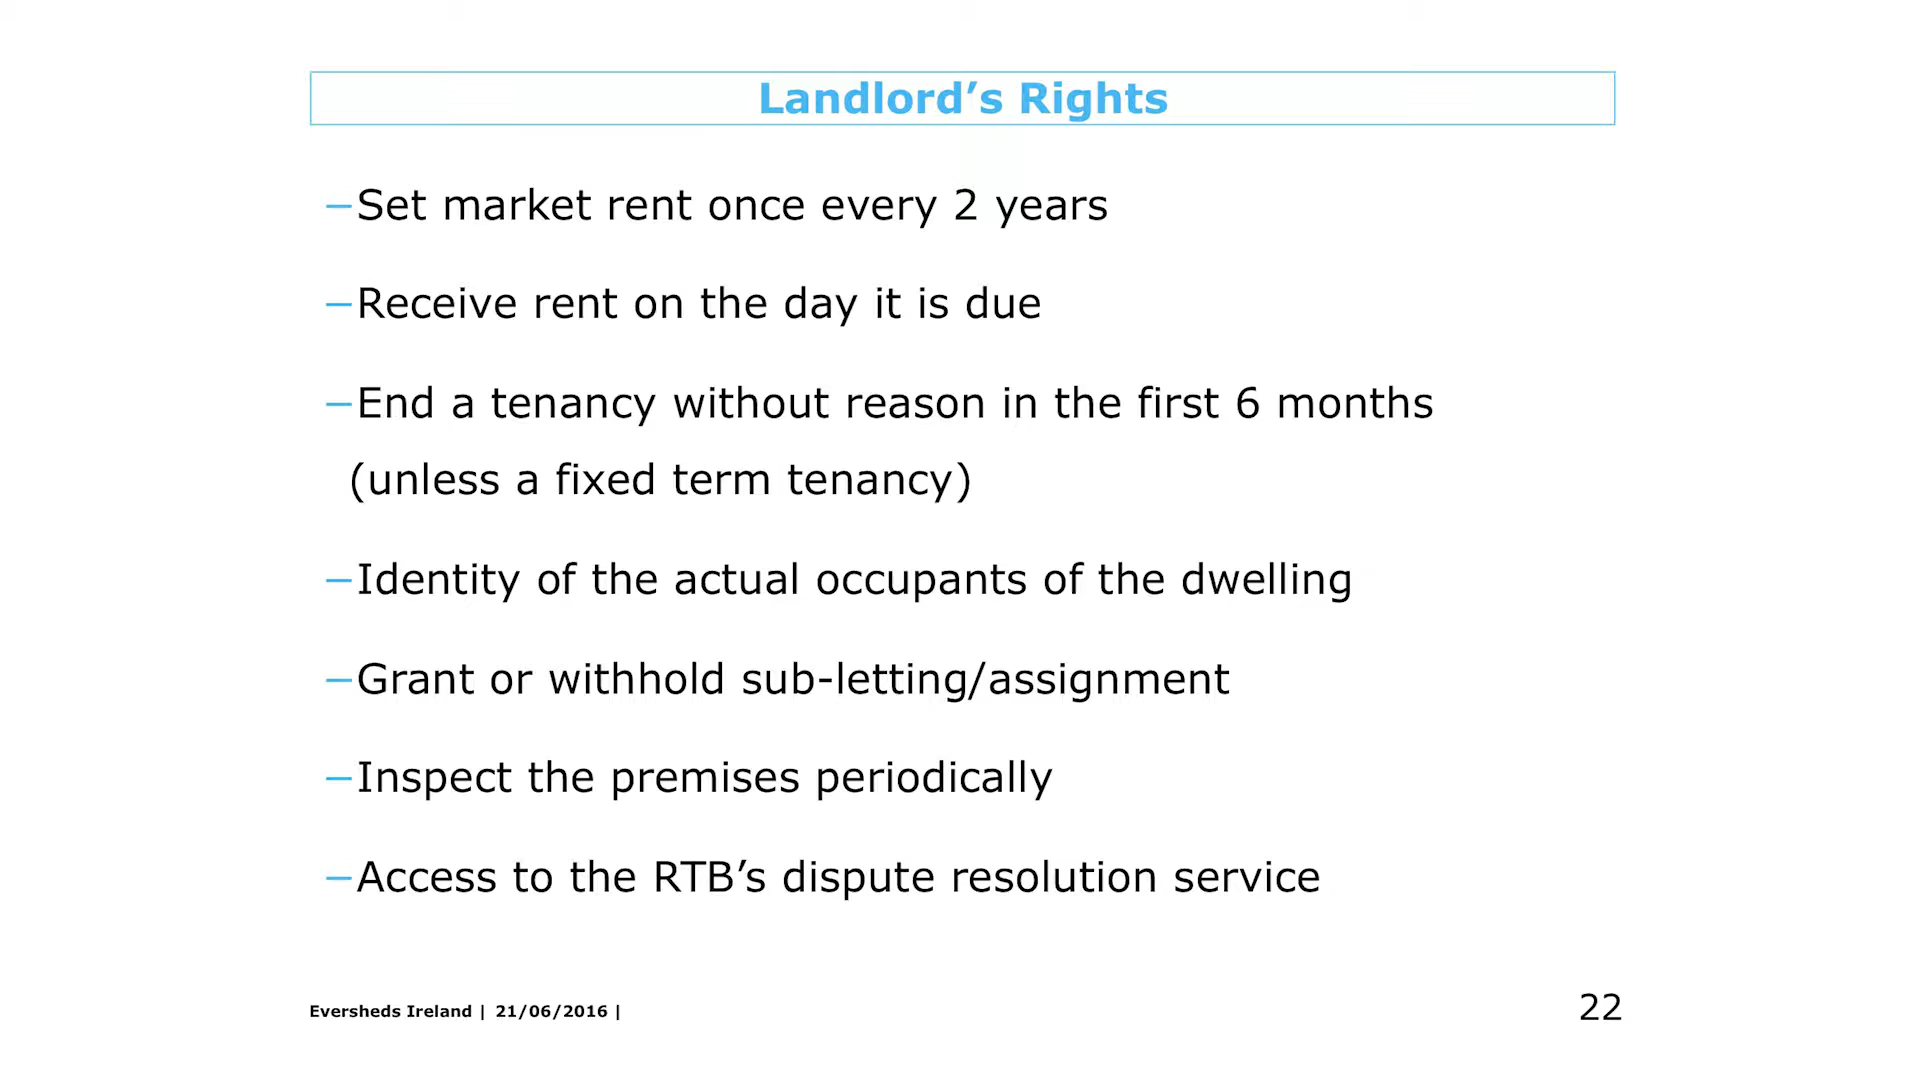 Landlord’s Rights
–Set market rent once every 2 years
–Receive rent on the day it is due
–End a tenancy without reason in the first 6 months
(unless a fixed term tenancy)
–Identity of the actual occupants of the dwelling
–Grant or withhold sub-letting/assignment
–Inspect the premises periodically
–Access to the RTB’s dispute resolution service
Eversheds Ireland | 21/06/2016 |
22